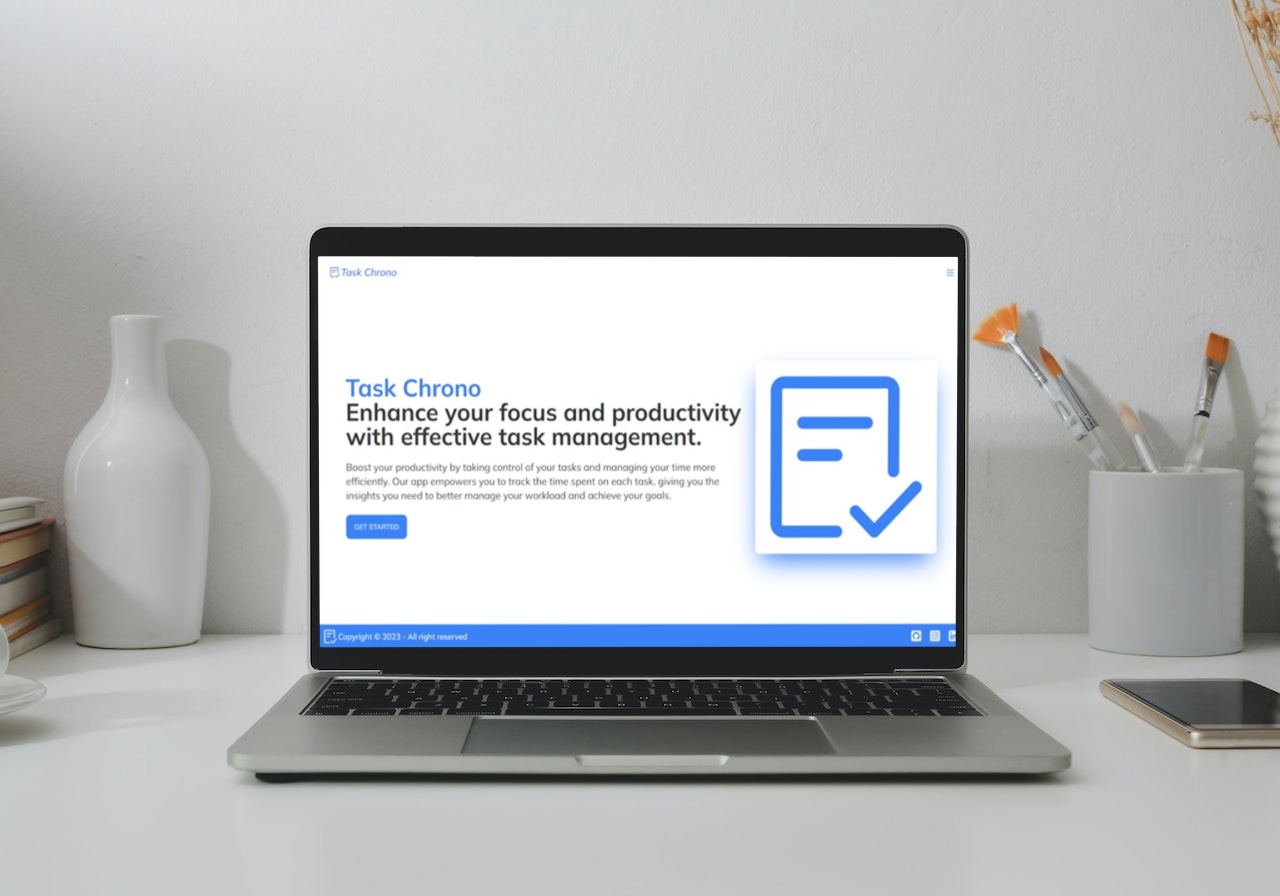 Task Chrono
Task Chrono
Enhance your focus and productivity
with effective task management.
Boost your productivity by taking control of your tasks and managing your time more
efficiently. Our app empowers you to track the time spent on each task, giving you the
insights you need to better manage your workload and achieve your goals.
GET STARTED
Copyright © 2023 - All right reserved